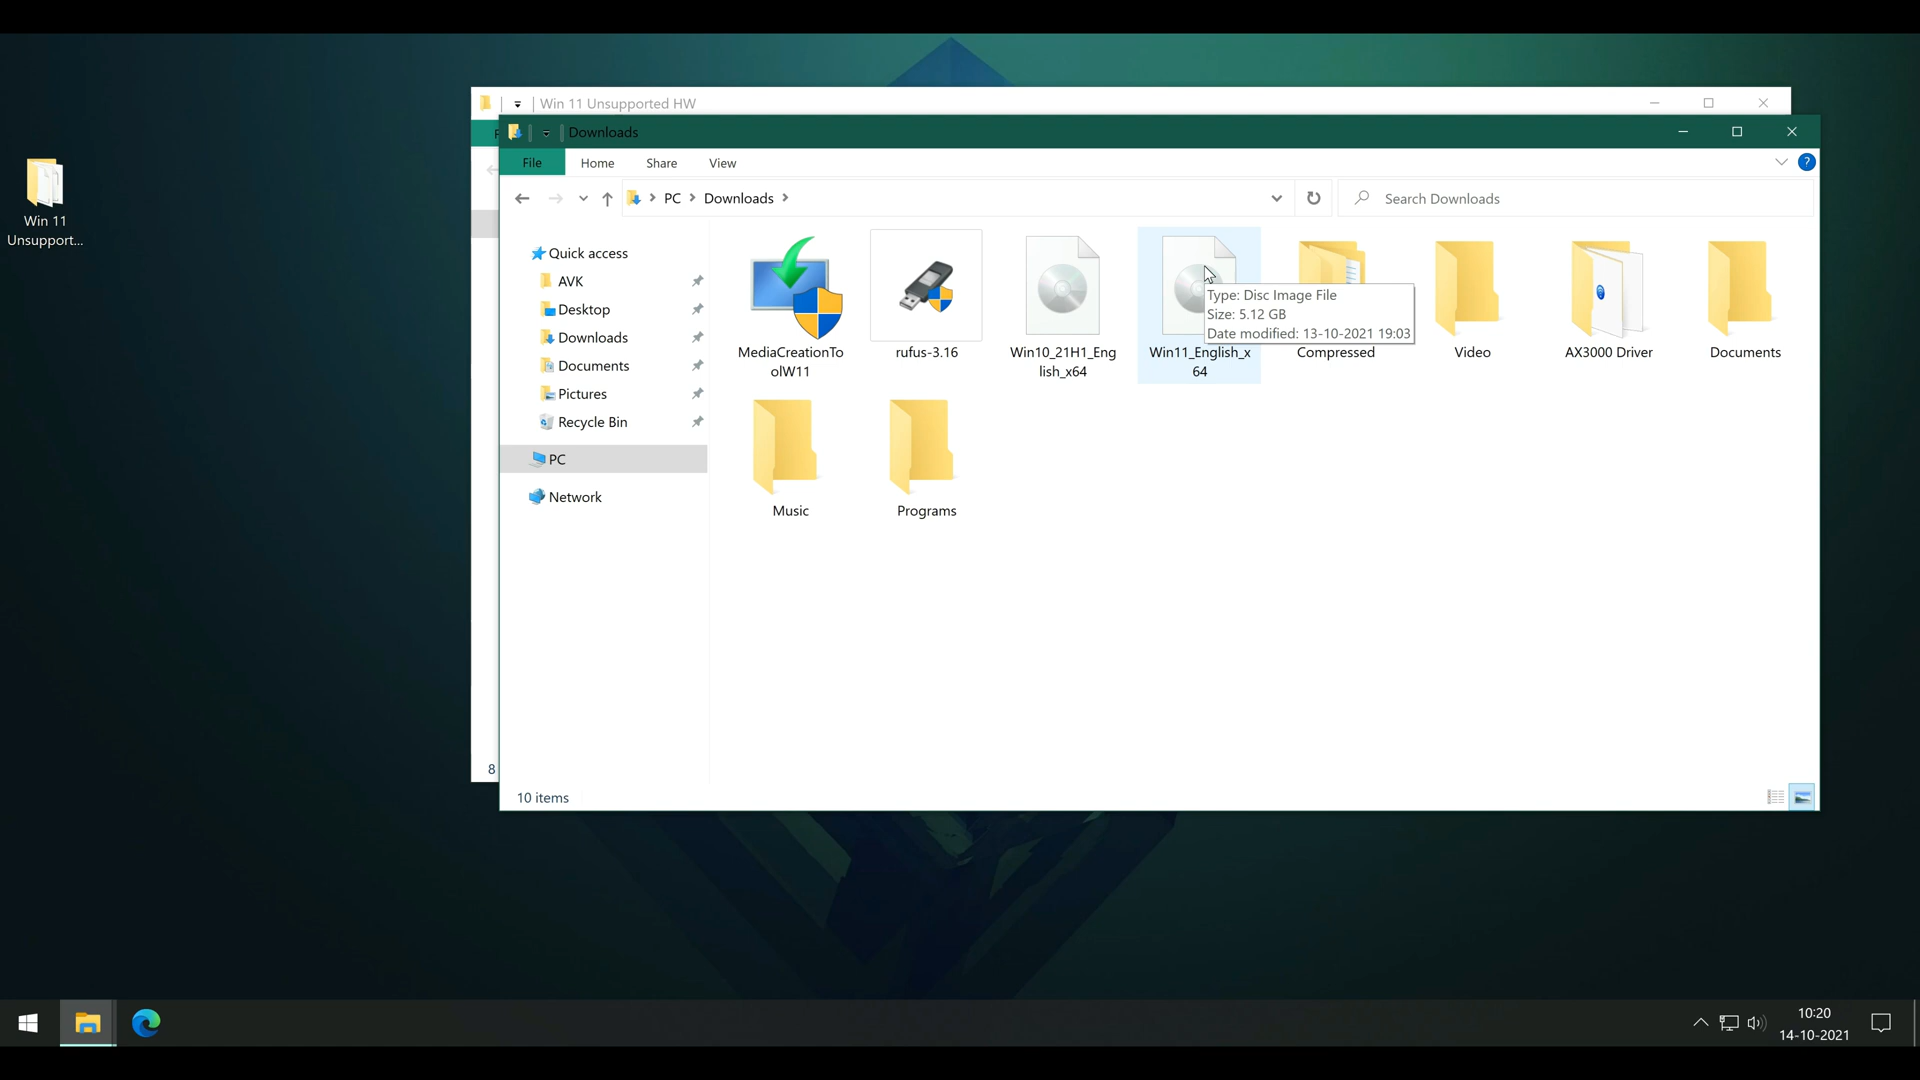 Win 11 Unsupported HW
Downloads
File Home Share View
?
PC Downloads
Search Downloads
Win 11
Unsupport...
Quick access
AVK
Desktop
Downloads
Documents
Pictures
Recycle Bin
PC
Network
MediaCreationTo
olW11
rufus-3.16
Win10_21H1_Eng
lish_x64
Win11_English_x
64
Type: Disc Image File
Size: 5.12 GB
Date modified: 13-10-2021 19:03
Compressed
Video
AX3000 Driver
Documents
Music
Programs
8
10 items
10:20
14-10-2021